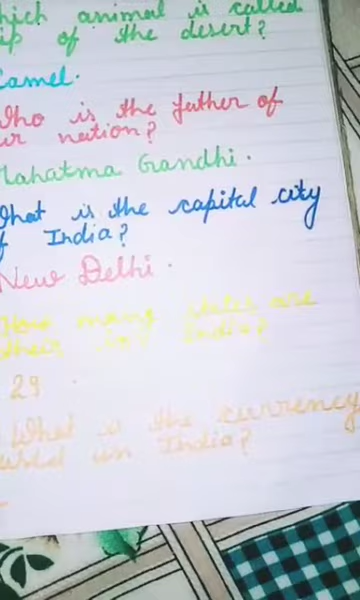 hich animal is called
ip of the desert?
Camel.
Who is the father of
ur nation?
Mahatma Gandhi.
What is the capital city
f India?
New Delhi.
How many states are
their in India?
29
What is the currency
used in India?